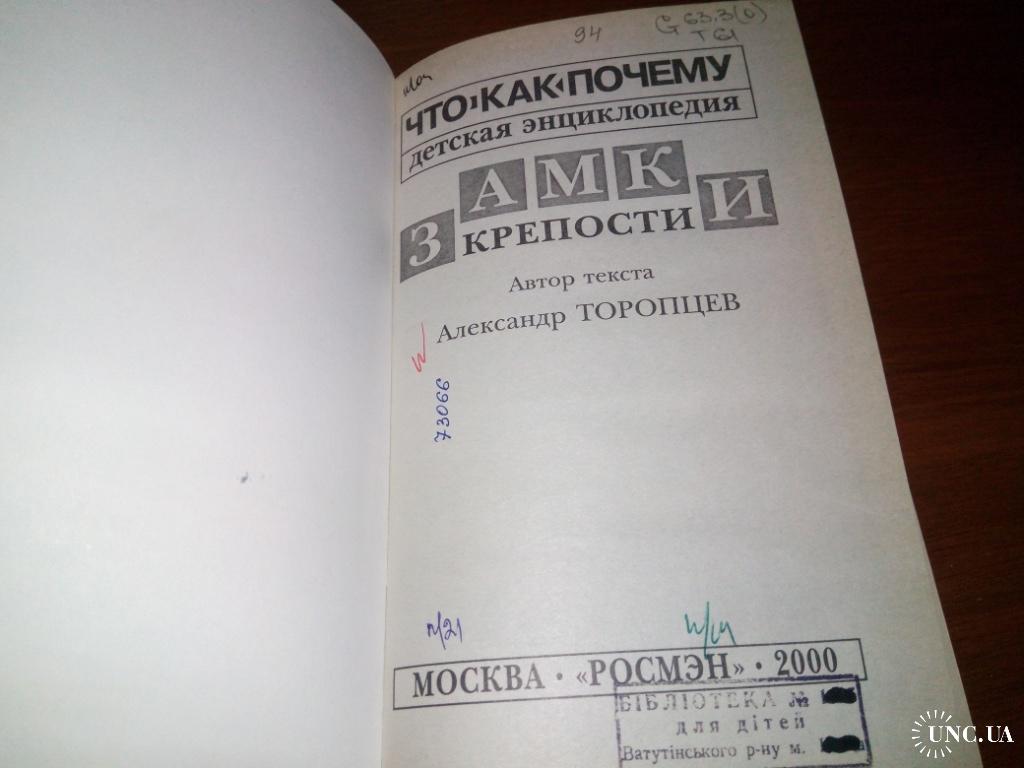 94
63.3(0)
Т 61
ЧТО•КАК•ПОЧЕМУ
детская энциклопедия
ЗАМКИ
КРЕПОСТИ
Автор текста
Александр ТОРОПЦЕВ
73066
МОСКВА · «РОСМЭН» · 2000
БІБЛІОТЕКА №
для дітей
Ватутінського р-ну м.
UNC.UA